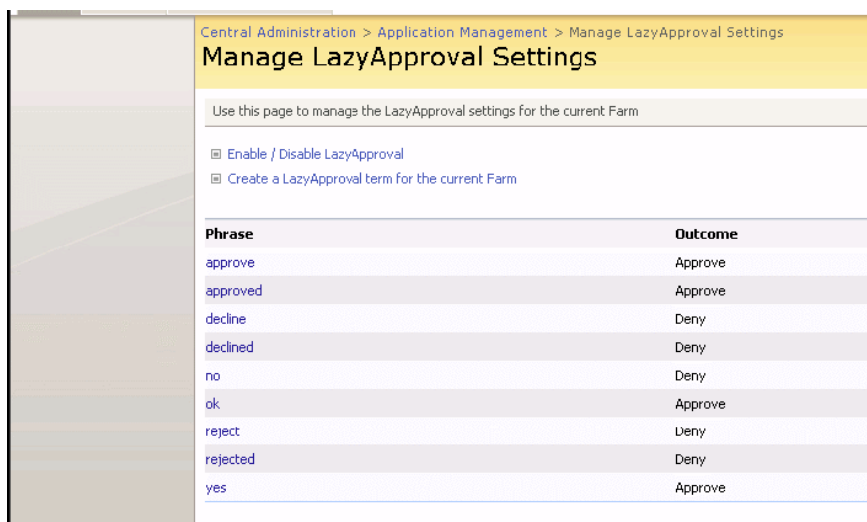 Central Administration > Application Management > Manage LazyApproval Settings
Manage LazyApproval Settings
Use this page to manage the LazyApproval settings for the current Farm
Enable / Disable LazyApproval
Create a LazyApproval term for the current Farm
Phrase Outcome
approve Approve
approved Approve
decline Deny
declined Deny
no Deny
ok Approve
reject Deny
rejected Deny
yes Approve